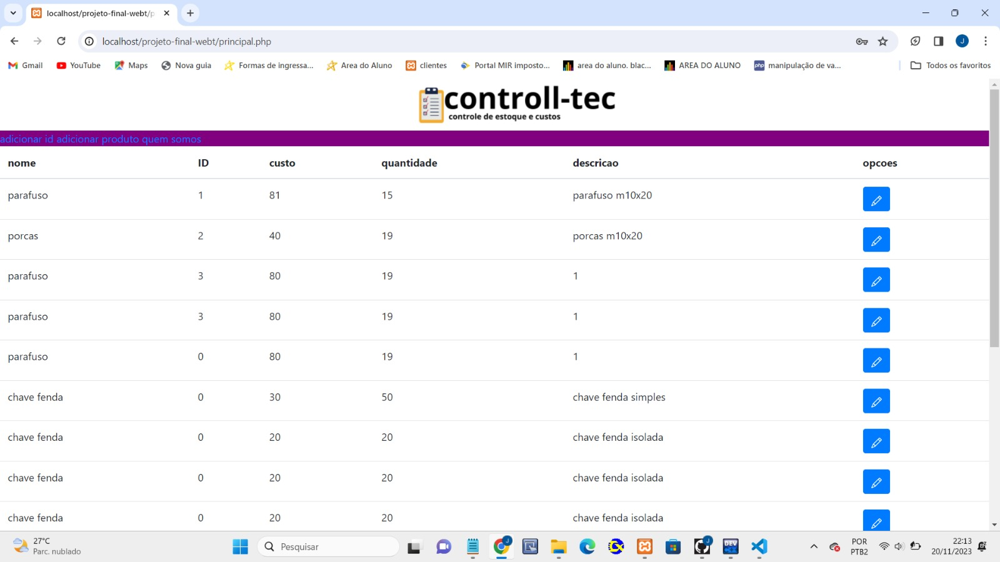 localhost/projeto-final-webt/p
localhost/projeto-final-webt/principal.php
J
Gmail YouTube Maps Nova guia Formas de ingressa... Area do Aluno clientes Portal MIR imposto... area do aluno. blac... AREA DO ALUNO php manipulação de va... Todos os favoritos
controll-tec
controle de estoque e custos
adicionar id adicionar produto quem somos
nome ID custo quantidade descricao opcoes
parafuso 1 81 15 parafuso m10x20
porcas 2 40 19 porcas m10x20
parafuso 3 80 19 1
parafuso 3 80 19 1
parafuso 0 80 19 1
chave fenda 0 30 50 chave fenda simples
chave fenda 0 20 20 chave fenda isolada
chave fenda 0 20 20 chave fenda isolada
chave fenda 0 20 20 chave fenda isolada
27°C
Parc. nublado
Pesquisar
J
J
DEV
POR
PTB2
22:13
20/11/2023